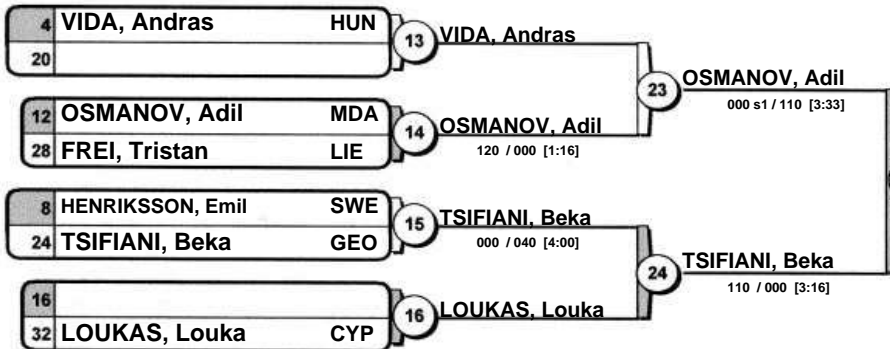 4 VIDA, Andras HUN
20
13 VIDA, Andras
12 OSMANOV, Adil MDA
28 FREI, Tristan LIE
14 OSMANOV, Adil
120 / 000 [1:16]
23 OSMANOV, Adil
000 s1 / 110 [3:33]
8 HENRIKSSON, Emil SWE
24 TSIFIANI, Beka GEO
15 TSIFIANI, Beka
000 / 040 [4:00]
16
32 LOUKAS, Louka CYP
16 LOUKAS, Louka
24 TSIFIANI, Beka
110 / 000 [3:16]